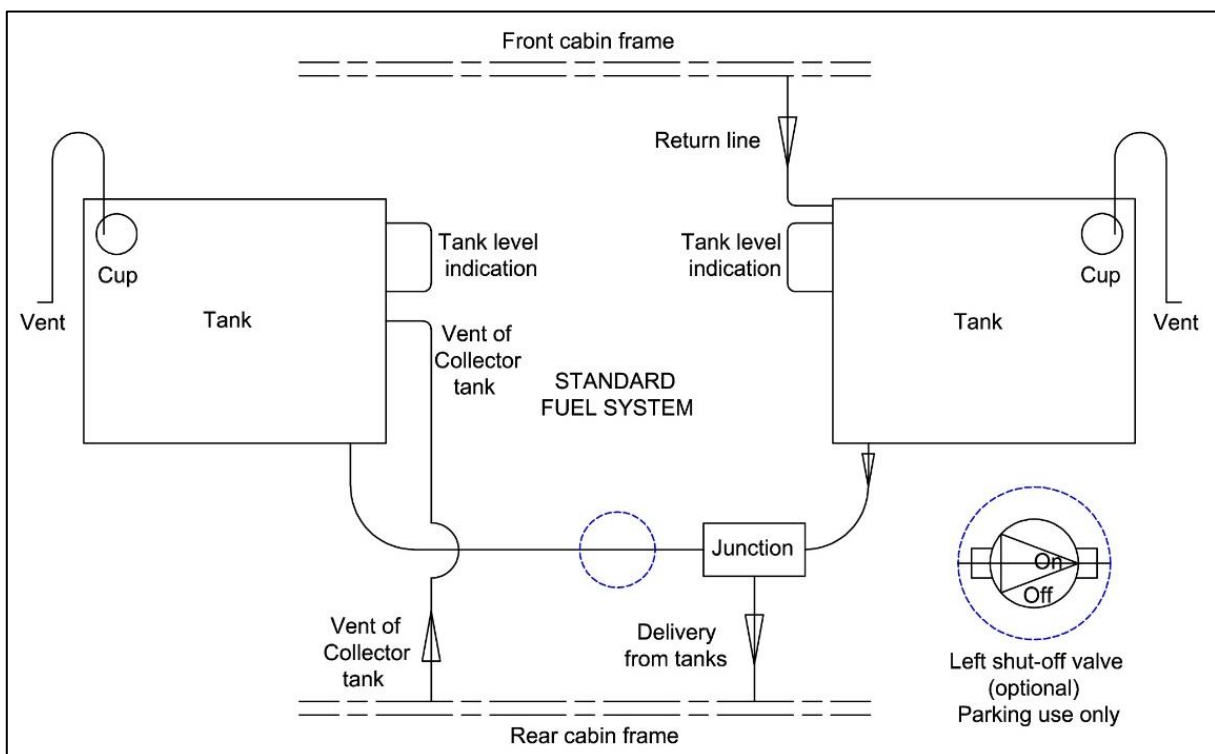 Front cabin frame
Return line
Tank level
indication
Tank level
indication
Cup
Cup
Vent
Tank
Tank
Vent
Vent of
Collector
tank
STANDARD
FUEL SYSTEM
Junction
On
Off
Vent of
Collector
tank
Delivery
from tanks
Left shut-off valve
(optional)
Parking use only
Rear cabin frame